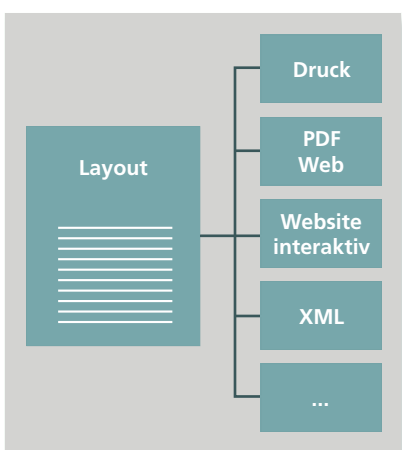 Layout
Druck
PDF
Web
Website
interaktiv
XML
...